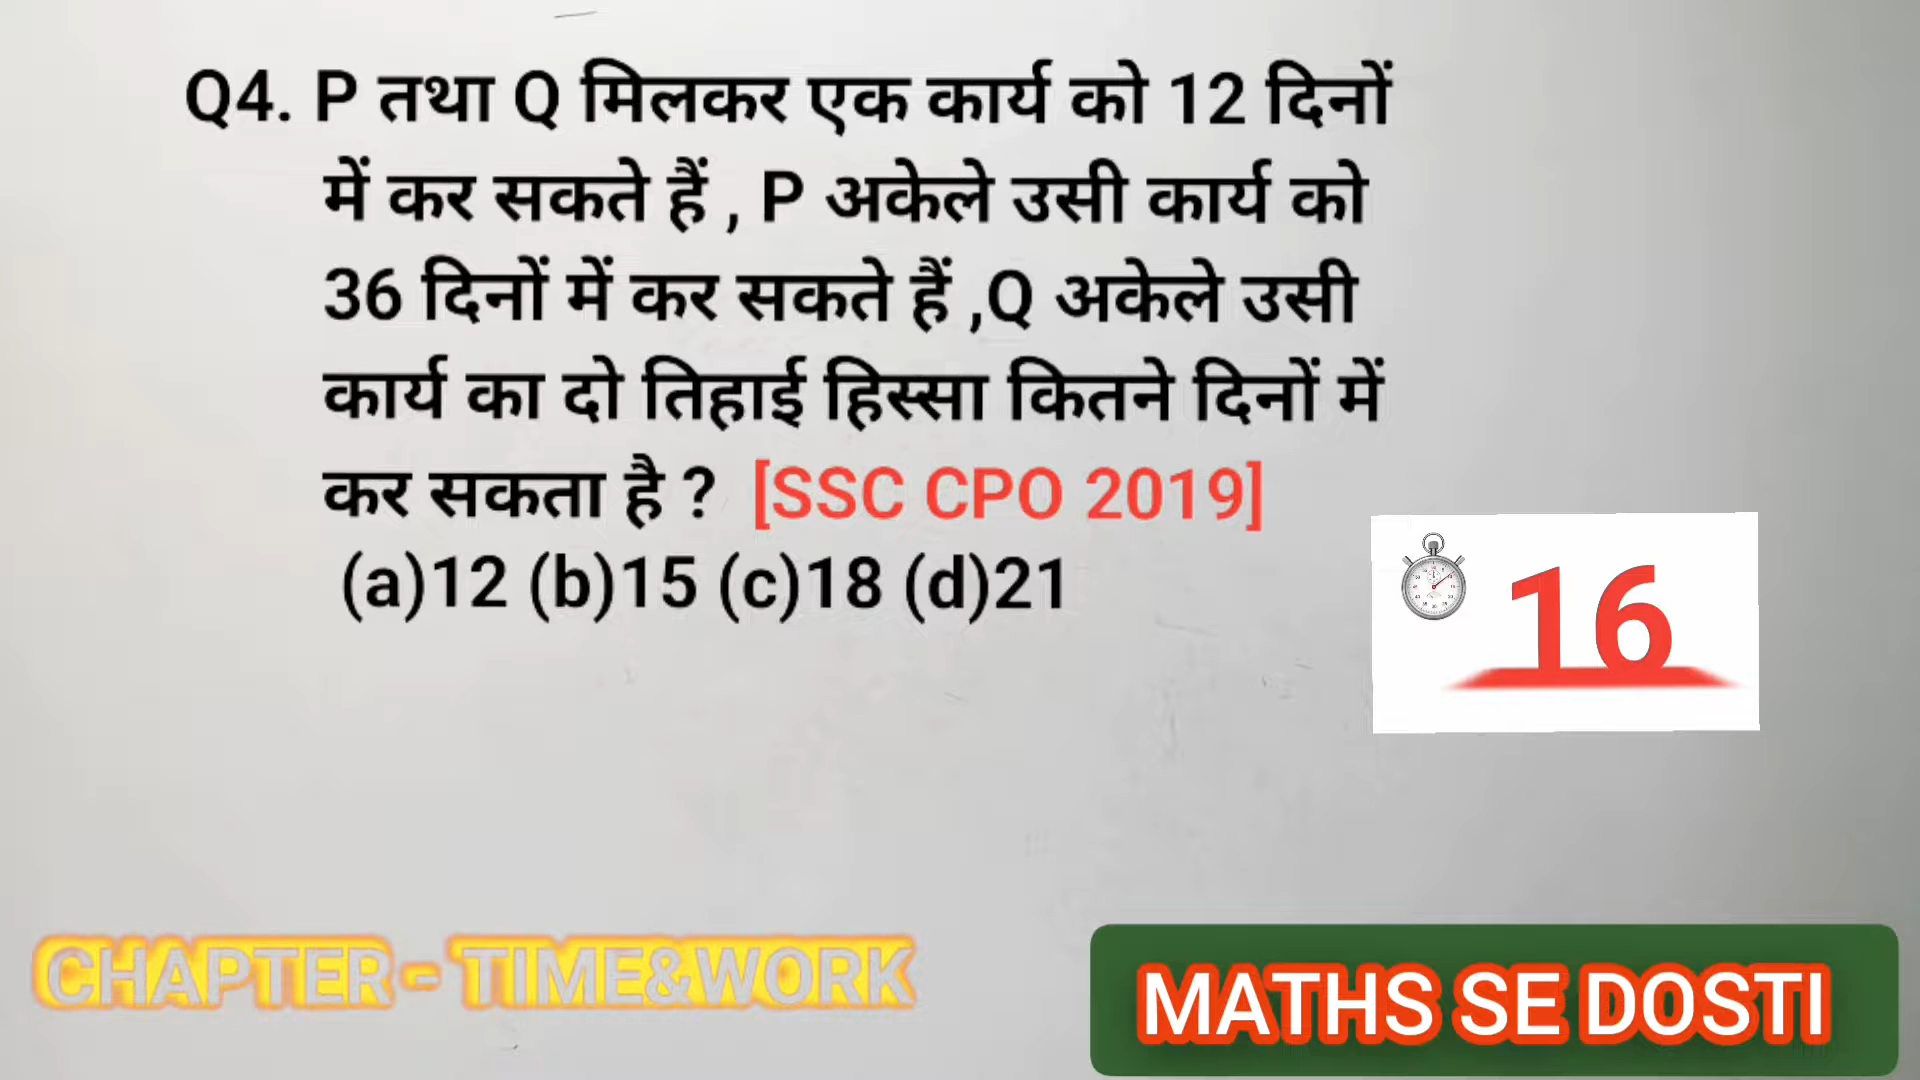 Q4. P तथा Q मिलकर एक कार्य को 12 दिनों
में कर सकते हैं , P अकेले उसी कार्य को
36 दिनों में कर सकते हैं ,Q अकेले उसी
कार्य का दो तिहाई हिस्सा कितने दिनों में
कर सकता है ? [SSC CPO 2019]
(a)12 (b)15 (c)18 (d)21
16
CHAPTER - TIME&WORK
MATHS SE DOSTI